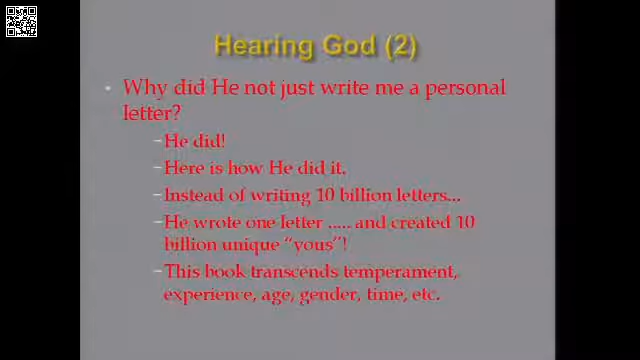 Hearing God (2)
• Why did He not just write me a personal
letter?
–He did!
–Here is how He did it.
–Instead of writing 10 billion letters...
–He wrote one letter ..... and created 10
billion unique “yous”!
–This book transcends temperament,
experience, age, gender, time, etc.